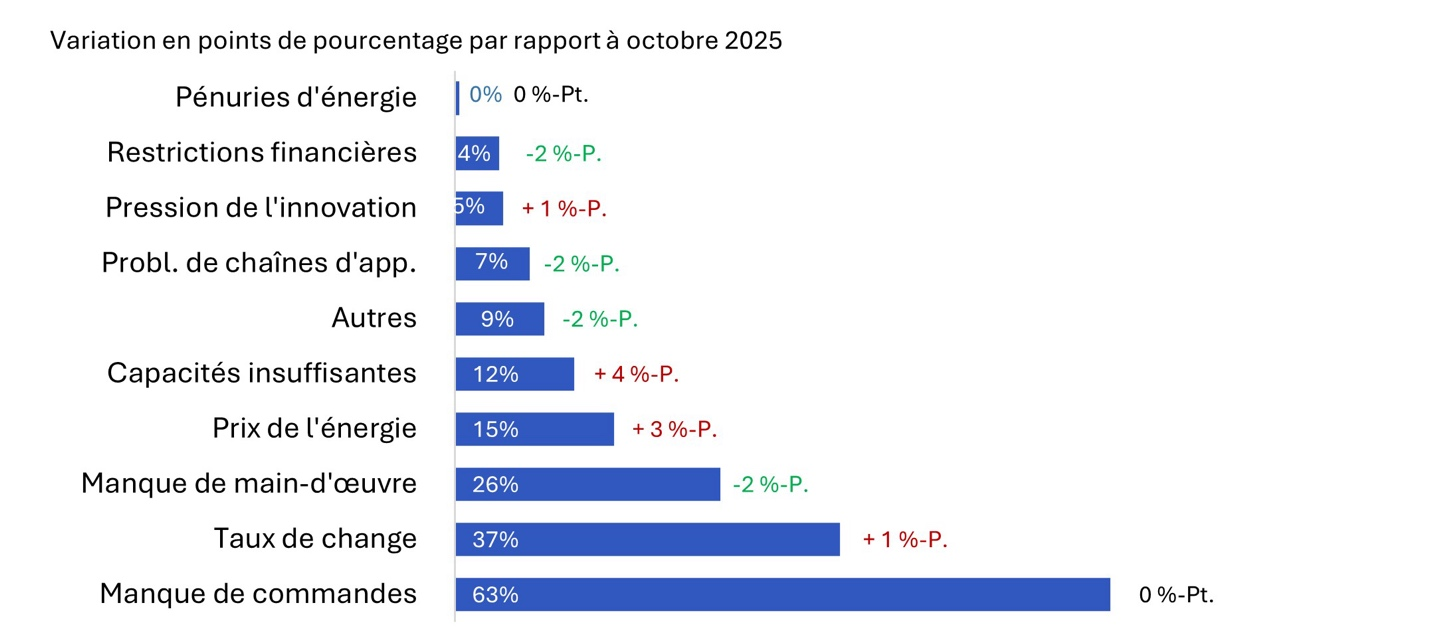 Variation en points de pourcentage par rapport à octobre 2025
Pénuries d'énergie 0% 0 %-Pt.
Restrictions financières 4% -2 %-P.
Pression de l'innovation 5% + 1 %-P.
Probl. de chaînes d'app. 7% -2 %-P.
Autres 9% -2 %-P.
Capacités insuffisantes 12% + 4 %-P.
Prix de l'énergie 15% + 3 %-P.
Manque de main-d'œuvre 26% -2 %-P.
Taux de change 37% + 1 %-P.
Manque de commandes 63% 0 %-Pt.